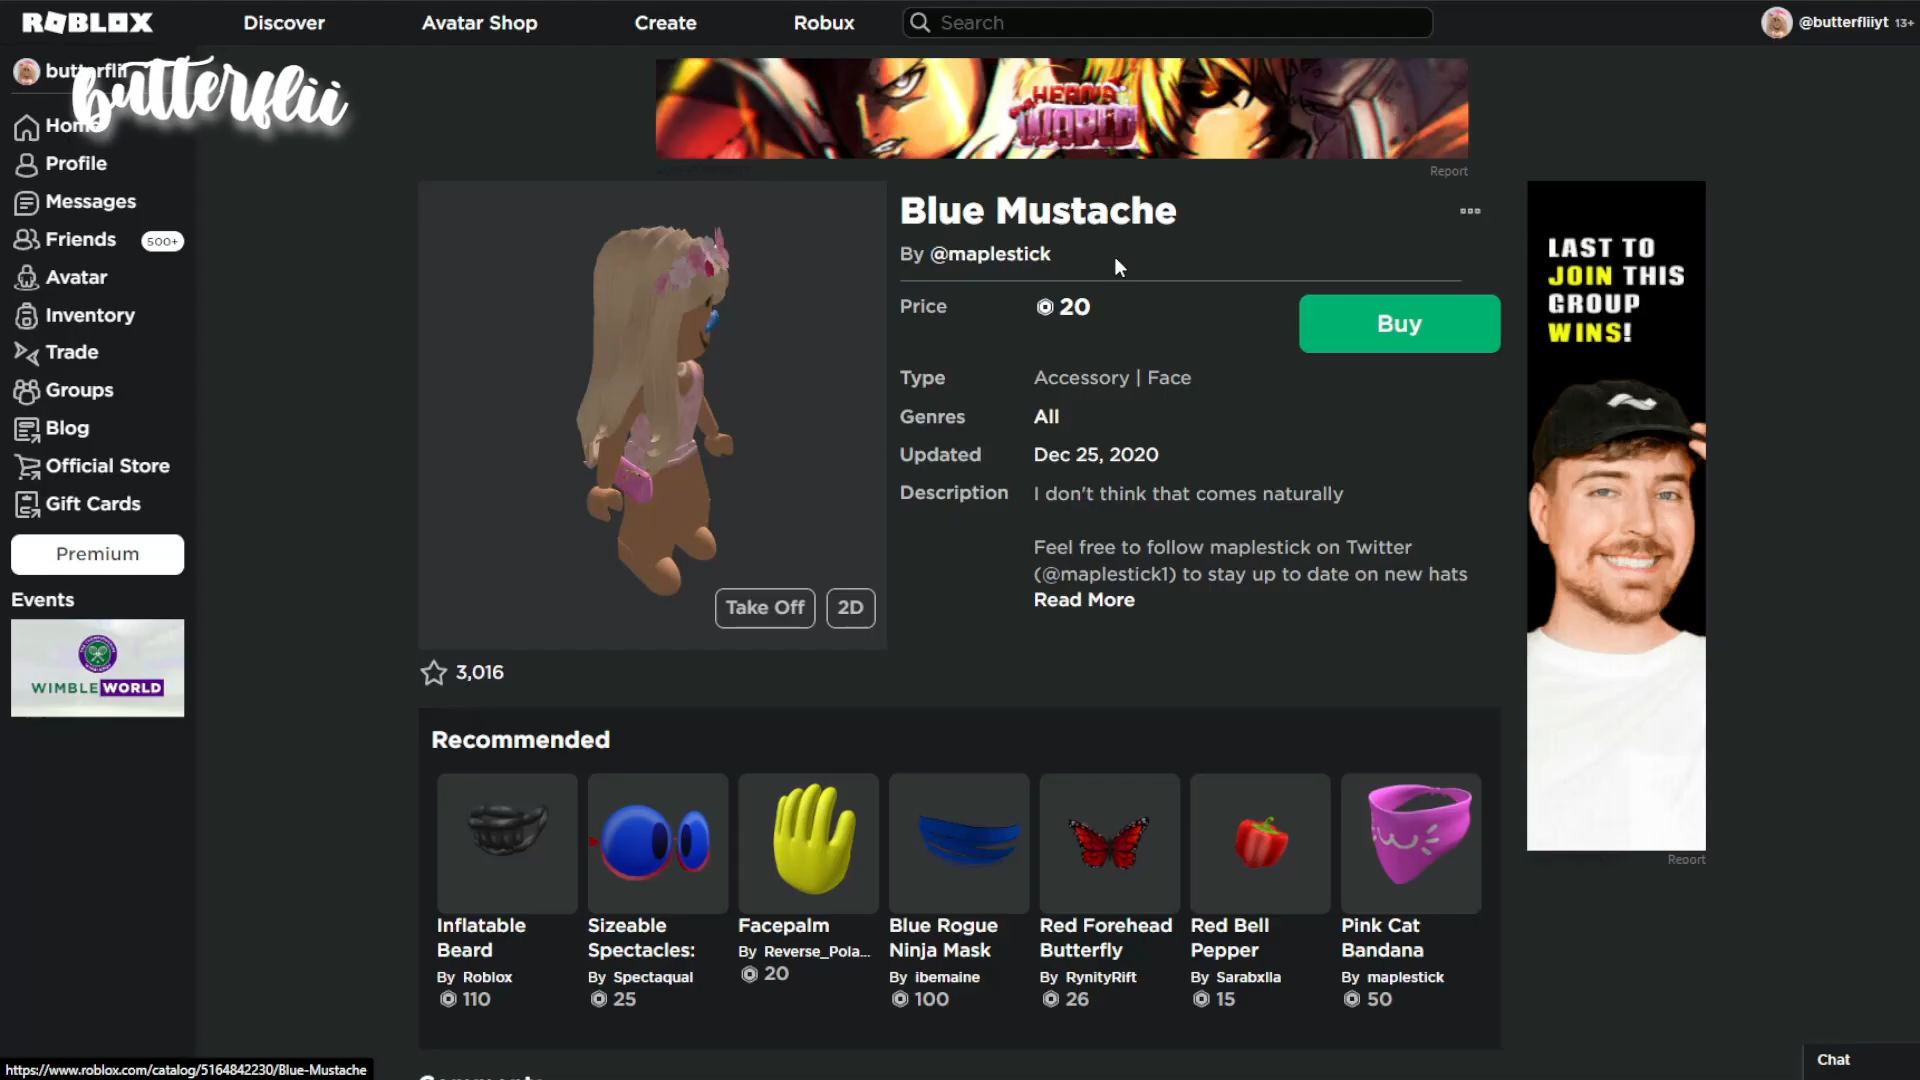 ROBLOX
Discover
Avatar Shop
Create
Robux
Search
@butterfliiyt 13+
butterflii
butterflii
Home
Profile
Messages
Friends 500+
Avatar
Inventory
Trade
Groups
Blog
Official Store
Gift Cards
Premium
Events
WIMBLEWORLD
HERO'S
WORLD
Report
Blue Mustache
By @maplestick
Price 20
Buy
Type Accessory | Face
Genres All
Updated Dec 25, 2020
Description I don't think that comes naturally
Feel free to follow maplestick on Twitter
(@maplestick1) to stay up to date on new hats
Read More
Take Off
2D
3,016
LAST TO
JOIN THIS
GROUP
WINS!
Report
Recommended
Inflatable
Beard
By Roblox
110
Sizeable
Spectacles:
By Spectaqual
25
Facepalm
By Reverse_Pola...
20
Blue Rogue
Ninja Mask
By ibemaine
100
Red Forehead
Butterfly
By RynityRift
26
Red Bell
Pepper
By Sarabxlla
15
Pink Cat
Bandana
By maplestick
50
Chat
https://www.roblox.com/catalog/5164842230/Blue-Mustache